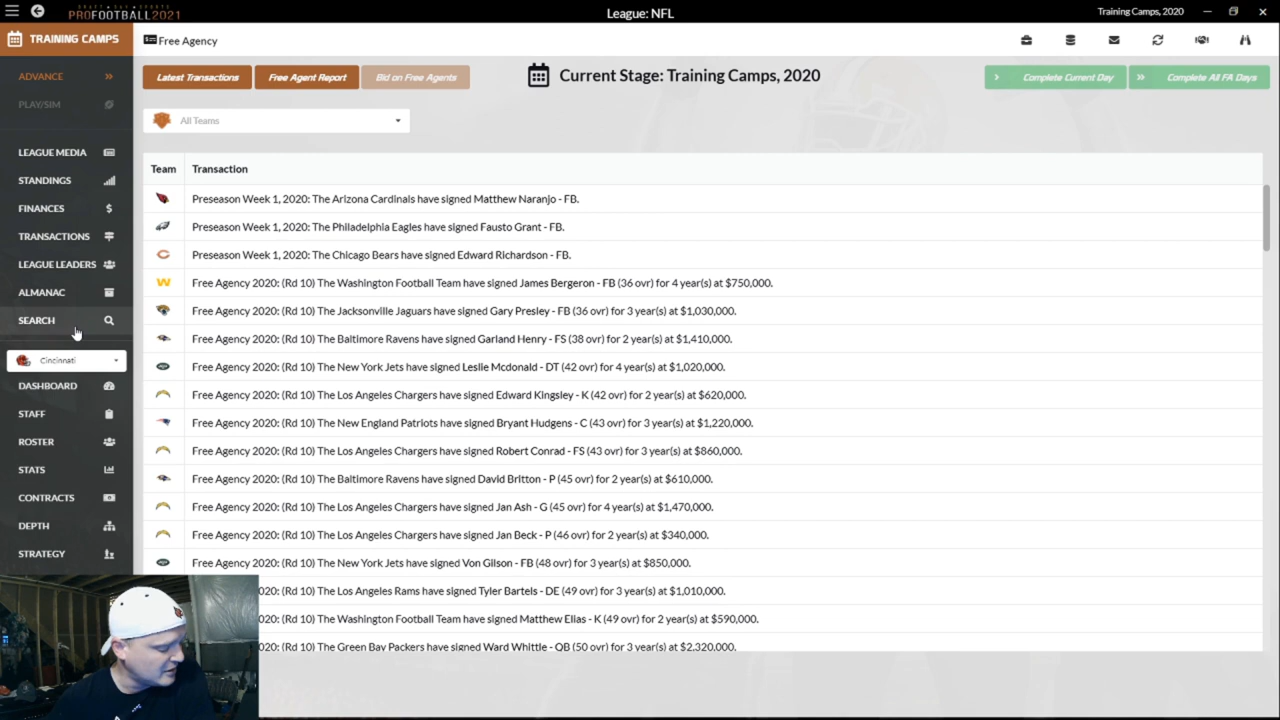 DRAFT DAY SPORTS
PROFOOTBALL2021
League: NFL
Training Camps, 2020
TRAINING CAMPS
Free Agency
ADVANCE
PLAY/SIM
Latest Transactions
Free Agent Report
Bid on Free Agents
Current Stage: Training Camps, 2020
Complete Current Day
Complete All FA Days
All Teams
LEAGUE MEDIA
STANDINGS
FINANCES
TRANSACTIONS
LEAGUE LEADERS
ALMANAC
SEARCH
Cincinnati
DASHBOARD
STAFF
ROSTER
STATS
CONTRACTS
DEPTH
STRATEGY
Team Transaction
Preseason Week 1, 2020: The Arizona Cardinals have signed Matthew Naranjo - FB.
Preseason Week 1, 2020: The Philadelphia Eagles have signed Fausto Grant - FB.
Preseason Week 1, 2020: The Chicago Bears have signed Edward Richardson - FB.
Free Agency 2020: (Rd 10) The Washington Football Team have signed James Bergeron - FB (36 ovr) for 4 year(s) at $750,000.
Free Agency 2020: (Rd 10) The Jacksonville Jaguars have signed Gary Presley - FB (36 ovr) for 3 year(s) at $1,030,000.
Free Agency 2020: (Rd 10) The Baltimore Ravens have signed Garland Henry - FS (38 ovr) for 2 year(s) at $1,410,000.
Free Agency 2020: (Rd 10) The New York Jets have signed Leslie Mcdonald - DT (42 ovr) for 4 year(s) at $1,020,000.
Free Agency 2020: (Rd 10) The Los Angeles Chargers have signed Edward Kingsley - K (42 ovr) for 2 year(s) at $620,000.
Free Agency 2020: (Rd 10) The New England Patriots have signed Bryant Hudgens - C (43 ovr) for 3 year(s) at $1,220,000.
Free Agency 2020: (Rd 10) The Los Angeles Chargers have signed Robert Conrad - FS (43 ovr) for 3 year(s) at $860,000.
Free Agency 2020: (Rd 10) The Baltimore Ravens have signed David Britton - P (45 ovr) for 2 year(s) at $610,000.
Free Agency 2020: (Rd 10) The Los Angeles Chargers have signed Jan Ash - G (45 ovr) for 4 year(s) at $1,470,000.
Free Agency 2020: (Rd 10) The Los Angeles Chargers have signed Jan Beck - P (46 ovr) for 2 year(s) at $340,000.
Free Agency 2020: (Rd 10) The New York Jets have signed Von Gilson - FB (48 ovr) for 3 year(s) at $850,000.
020: (Rd 10) The Los Angeles Rams have signed Tyler Bartels - DE (49 ovr) for 3 year(s) at $1,010,000.
020: (Rd 10) The Washington Football Team have signed Matthew Elias - K (49 ovr) for 2 year(s) at $590,000.
020: (Rd 10) The Green Bay Packers have signed Ward Whittle - QB (50 ovr) for 3 year(s) at $2,320,000.